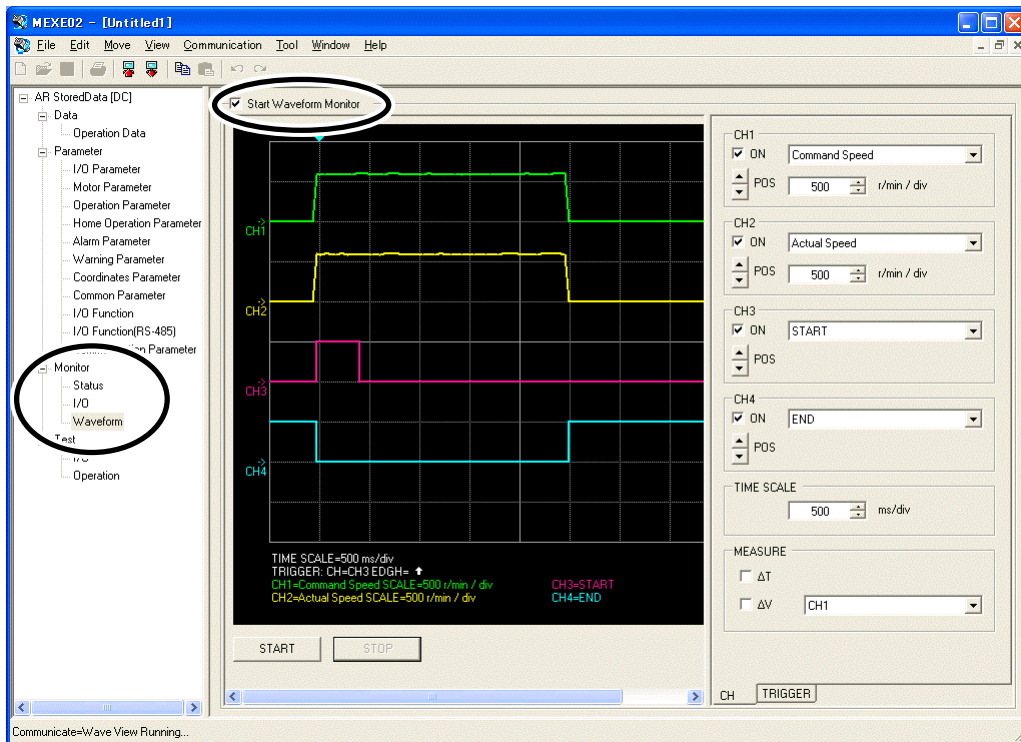 MEXE02 - [Untitled1]
File Edit Move View Communication Tool Window Help
AR StoredData [DC]
Data
Operation Data
Parameter
I/O Parameter
Motor Parameter
Operation Parameter
Home Operation Parameter
Alarm Parameter
Warning Parameter
Coordinates Parameter
Common Parameter
I/O Function
I/O Function(RS-485)
Parameter
Monitor
Status
I/O
Waveform
Test
I/O
Operation
Start Waveform Monitor
CH1
CH2
CH3
CH4
TIME SCALE=500 ms/div
TRIGGER: CH=CH3 EDGH=
CH1=Command Speed SCALE=500 r/min / div CH3=START
CH2=Actual Speed SCALE=500 r/min / div CH4=END
START STOP
CH1
ON Command Speed
POS 500 r/min / div
CH2
ON Actual Speed
POS 500 r/min / div
CH3
ON START
POS
CH4
ON END
POS
TIME SCALE
500 ms/div
MEASURE
ΔT
ΔV CH1
CH TRIGGER
Communicate=Wave View Running...